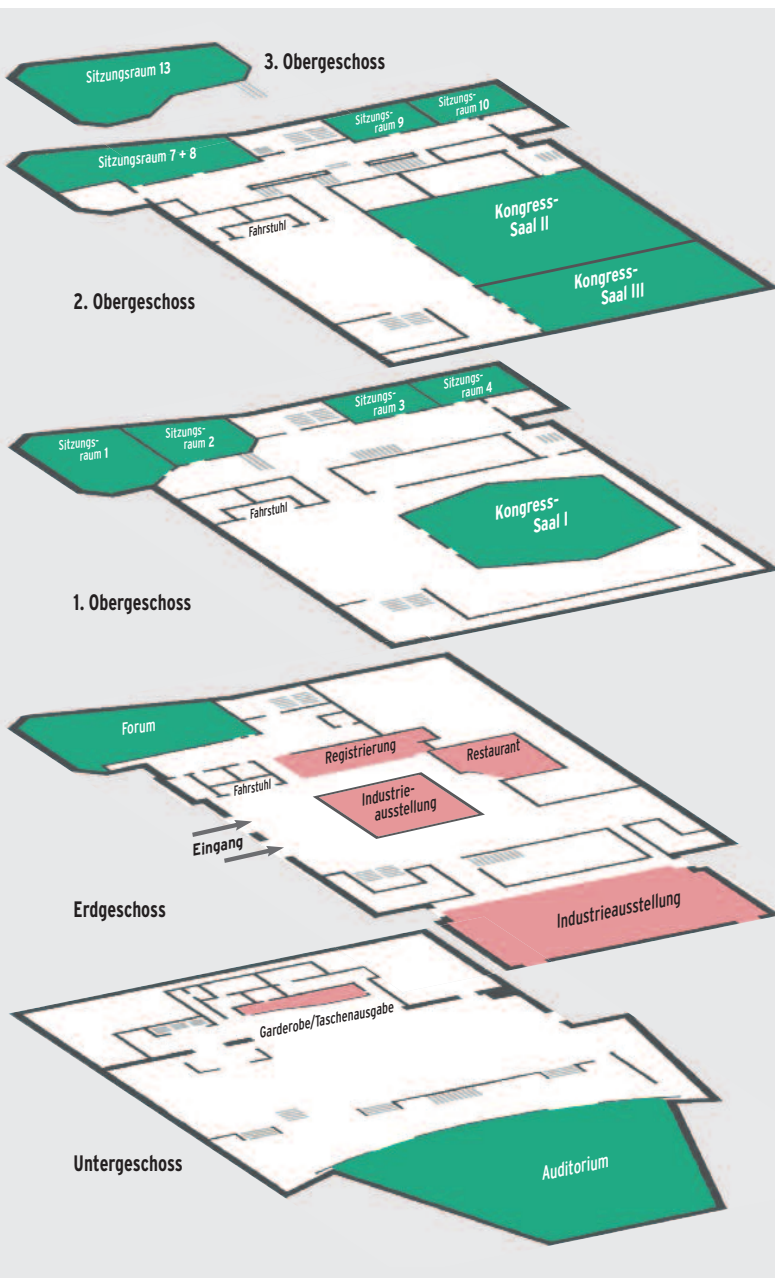 3. Obergeschoss
Sitzungsraum 13
Sitzungs-
raum 10
Sitzungs-
raum 9
Sitzungsraum 7 + 8
Kongress-
Saal II
Fahrstuhl
Kongress-
Saal III
2. Obergeschoss
Sitzungs-
raum 4
Sitzungs-
raum 3
Sitzungs-
raum 2
Sitzungs-
raum 1
Kongress-
Saal I
Fahrstuhl
1. Obergeschoss
Forum
Registrierung
Restaurant
Fahrstuhl
Industrie-
ausstellung
Eingang
Erdgeschoss
Industrieausstellung
Garderobe/Taschenausgabe
Untergeschoss
Auditorium